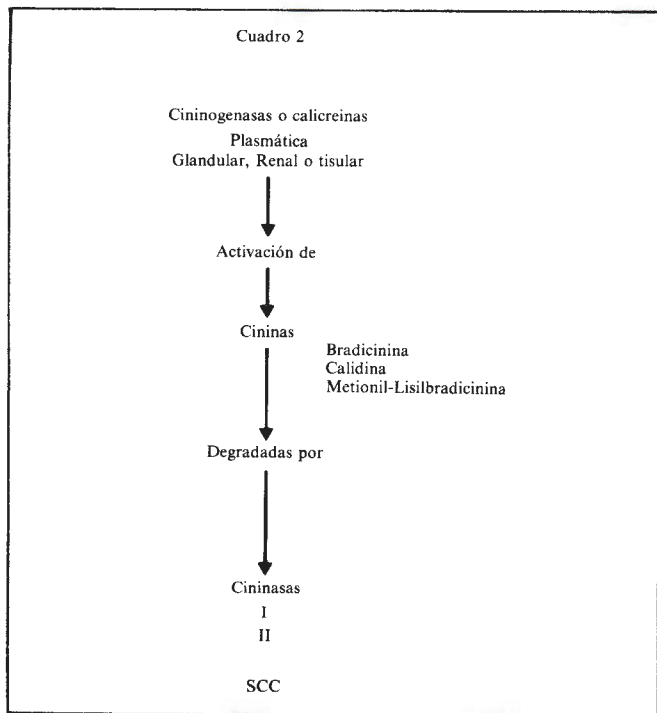 Cuadro 2
Cininogenasas o calicreinas
Plasmática
Glandular, Renal o tisular
Activación de
Cininas
Bradicinina
Calidina
Metionil-Lisilbradicinina
Degradadas por
Cininasas
I
II
SCC